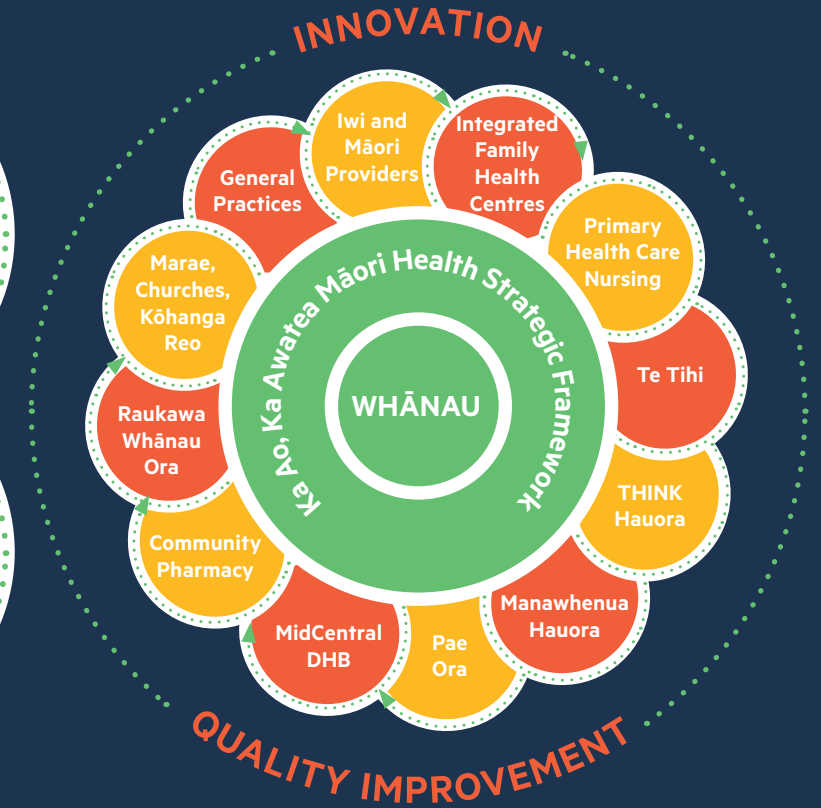 INNOVATION
Iwi and
Māori
Providers
Integrated
Family
Health
Centres
Primary
Health Care
Nursing
Te Tihi
THINK
Hauora
Manawhenua
Hauora
Pae
Ora
MidCentral
DHB
Community
Pharmacy
Raukawa
Whānau
Ora
Marae,
Churches,
Kōhanga
Reo
General
Practices
Ka Ao, Ka Awatea Māori Health Strategic Framework
WHĀNAU
QUALITY IMPROVEMENT